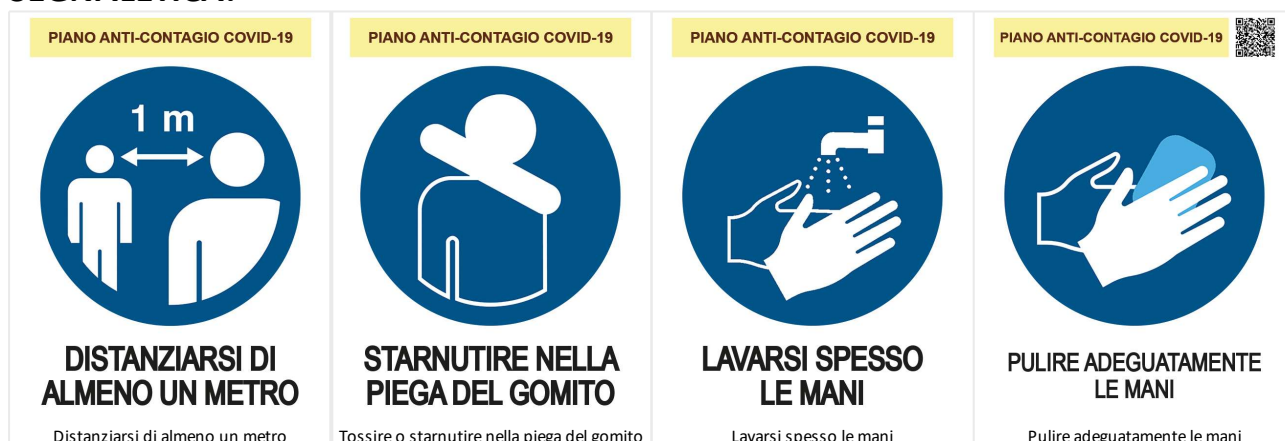 PIANO ANTI-CONTAGIO COVID-19
1 m
DISTANZIARSI DI
ALMENO UN METRO
Distanziarsi di almeno un metro
PIANO ANTI-CONTAGIO COVID-19
STARNUTIRE NELLA
PIEGA DEL GOMITO
Tossire o starnutire nella piega del gomito
PIANO ANTI-CONTAGIO COVID-19
LAVARSI SPESSO
LE MANI
Lavarsi spesso le mani
PIANO ANTI-CONTAGIO COVID-19
PULIRE ADEGUATAMENTE
LE MANI
Pulire adeguatamente le mani